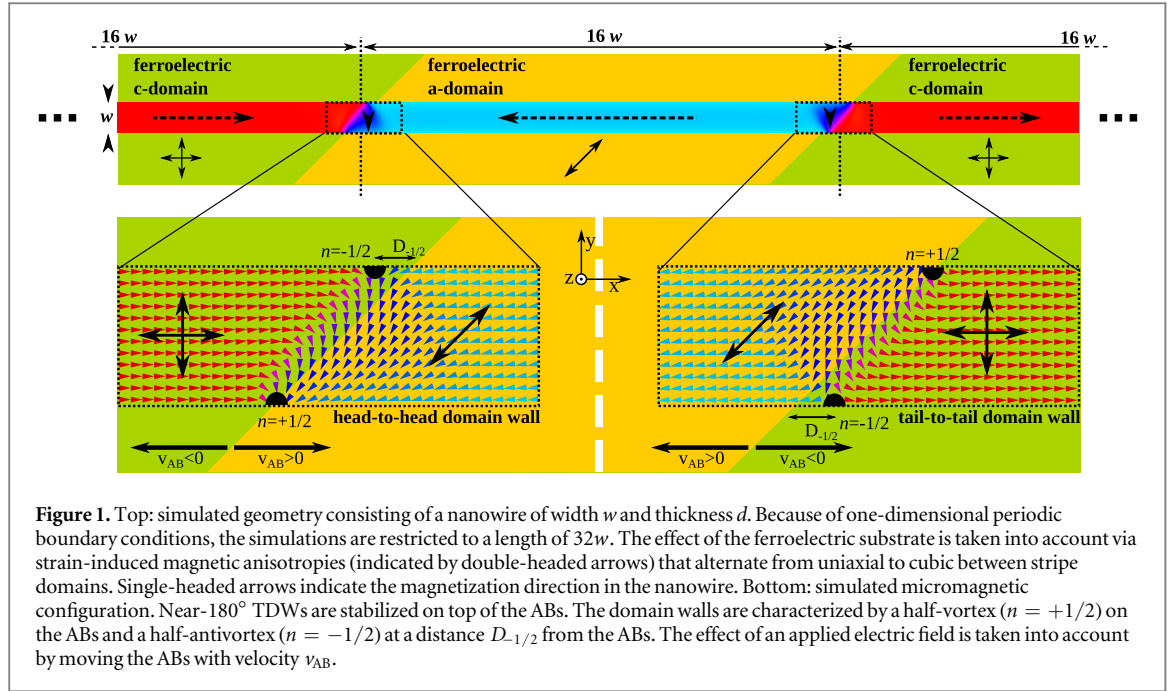 16 w 16 w 16 w
ferroelectric ferroelectric ferroelectric
c-domain a-domain c-domain
w
n=-1/2 D-1/2 y n=+1/2
z x
head-to-head domain wall tail-to-tail domain wall
n=+1/2 n=-1/2
D-1/2
vAB<0 vAB>0 vAB>0 vAB<0
Figure 1. Top: simulated geometry consisting of a nanowire of width w and thickness d. Because of one-dimensional periodic
boundary conditions, the simulations are restricted to a length of 32w. The effect of the ferroelectric substrate is taken into account via
strain-induced magnetic anisotropies (indicated by double-headed arrows) that alternate from uniaxial to cubic between stripe
domains. Single-headed arrows indicate the magnetization direction in the nanowire. Bottom: simulated micromagnetic
configuration. Near-180° TDWs are stabilized on top of the ABs. The domain walls are characterized by a half-vortex (n = +1/2) on
the ABs and a half-antivortex (n = −1/2) at a distance D−1/2 from the ABs. The effect of an applied electric field is taken into account
by moving the ABs with velocity vAB.